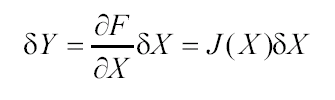 δY = ∂F/∂X δX = J(X)δX